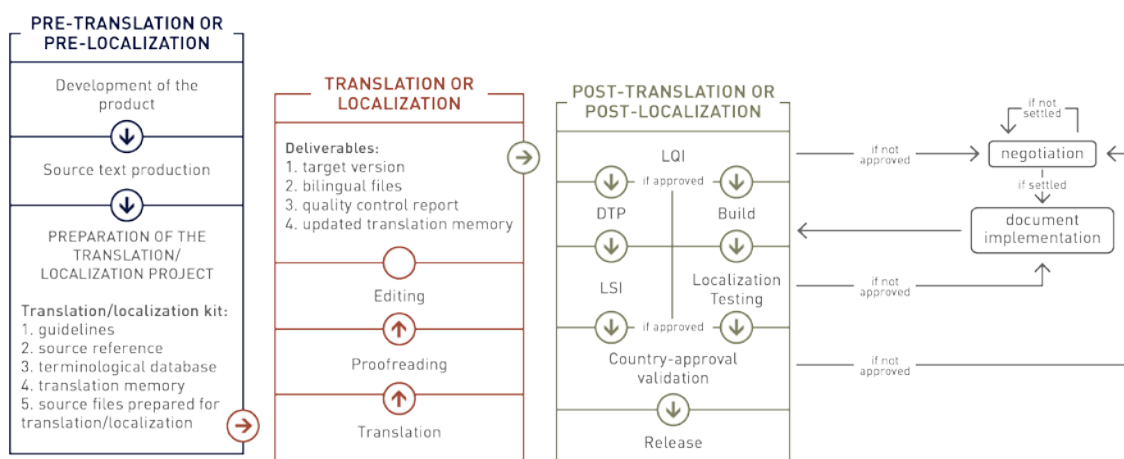 PRE-TRANSLATION OR
PRE-LOCALIZATION
Development of the
product
Source text production
PREPARATION OF THE
TRANSLATION/
LOCALIZATION PROJECT
Translation/localization kit:
1. guidelines
2. source reference
3. terminological database
4. translation memory
5. source files prepared for
translation/localization
TRANSLATION OR
LOCALIZATION
Deliverables:
1. target version
2. bilingual files
3. quality control report
4. updated translation memory
Editing
Proofreading
Translation
POST-TRANSLATION OR
POST-LOCALIZATION
LQI
if approved
DTP
Build
LSI
Localization
Testing
if approved
Country-approval
validation
Release
if not
approved
if not
settled
negotiation
if settled
document
implementation
if not
approved
if not
approved